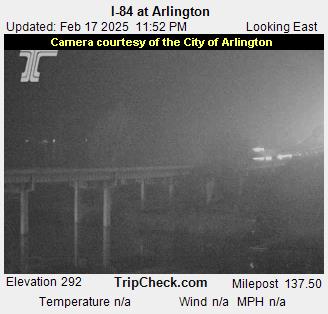 I-84 at Arlington
Updated: Feb 17 2025 11:52 PM Looking East
Camera courtesy of the City of Arlington
Elevation 292 TripCheck.com Milepost 137.50
Temperature n/a Wind n/a MPH n/a